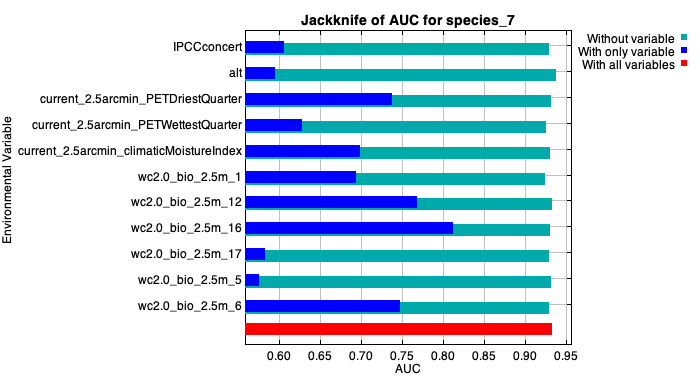 Jackknife of AUC for species_7
Without variable
With only variable
With all variables
Environmental Variable
IPCCconcert
alt
current_2.5arcmin_PETDriestQuarter
current_2.5arcmin_PETWettestQuarter
current_2.5arcmin_climaticMoistureIndex
wc2.0_bio_2.5m_1
wc2.0_bio_2.5m_12
wc2.0_bio_2.5m_16
wc2.0_bio_2.5m_17
wc2.0_bio_2.5m_5
wc2.0_bio_2.5m_6
0.60 0.65 0.70 0.75 0.80 0.85 0.90 0.95
AUC